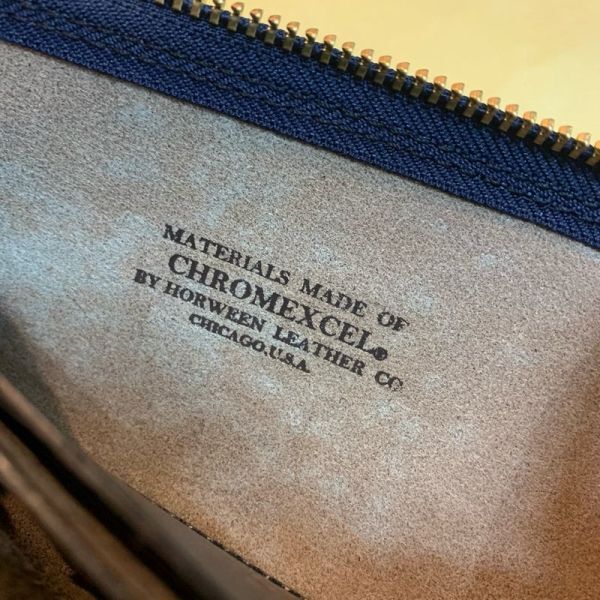 MATERIALS MADE OF
CHROMEXCEL®
BY HORWEEN LEATHER CO
CHICAGO,U.S.A.